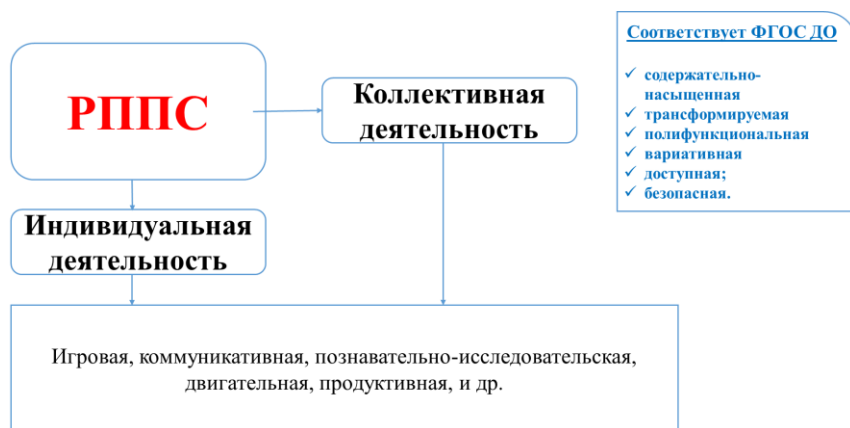 РППС
Коллективная
деятельность
Соответствует ФГОС ДО
✓ содержательно-
насыщенная
✓ трансформируемая
✓ полифункциональная
✓ вариативная
✓ доступная;
✓ безопасная.
Индивидуальная
деятельность
Игровая, коммуникативная, познавательно-исследовательская,
двигательная, продуктивная, и др.